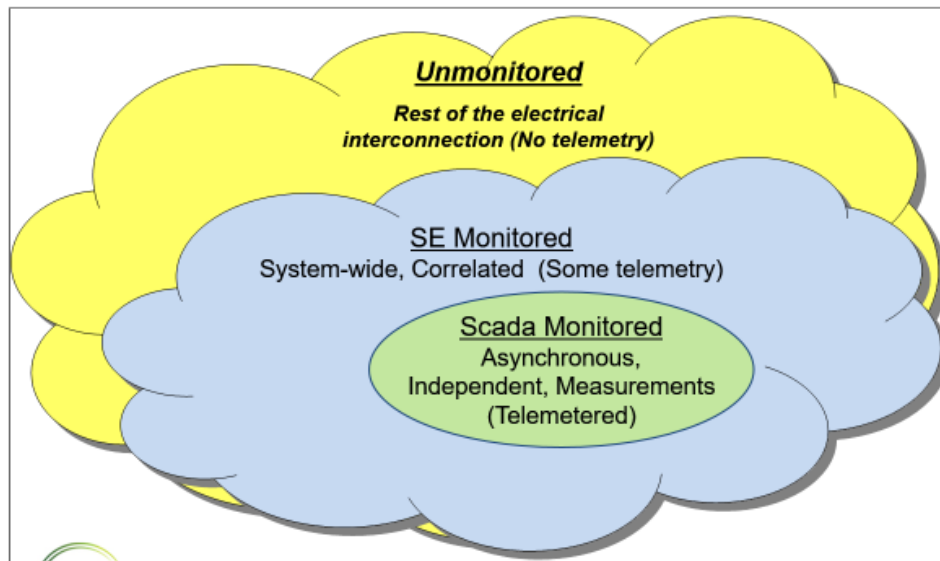 Unmonitored
Rest of the electrical
interconnection (No telemetry)
SE Monitored
System-wide, Correlated (Some telemetry)
Scada Monitored
Asynchronous,
Independent, Measurements
(Telemetered)